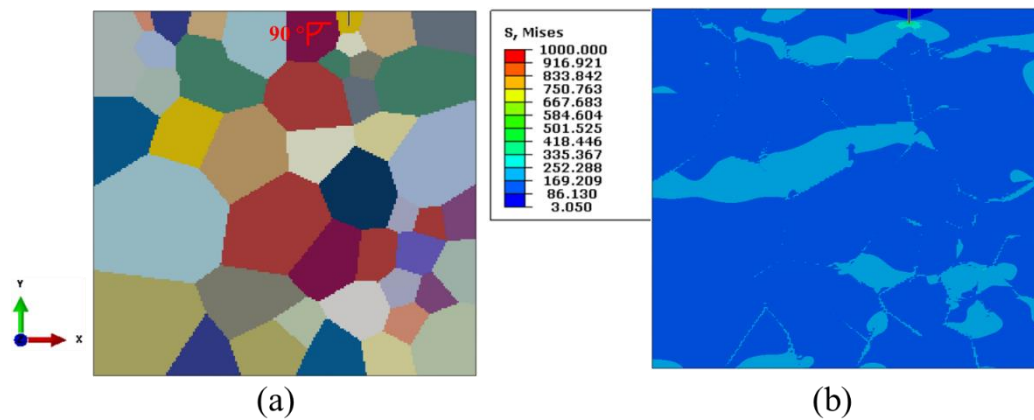 90 °
S, Mises
1000.000
916.921
833.842
750.763
667.683
584.604
501.525
418.446
335.367
252.288
169.209
86.130
3.050
Y
X
(a)
(b)